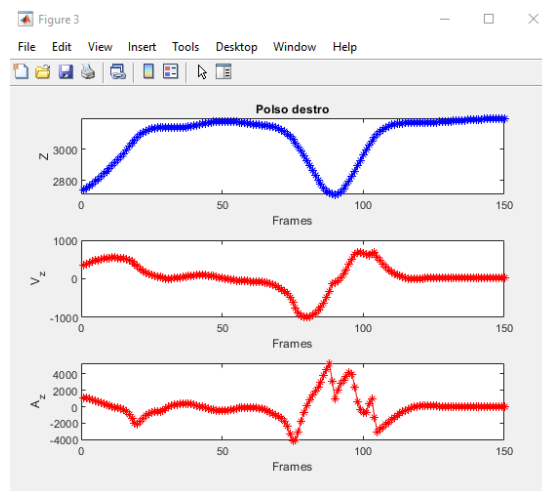 Figure 3
File Edit View Insert Tools Desktop Window Help
Polso destro
Z
3000
2800
0 50 100 150
Frames
V_z
1000
0
-1000
0 50 100 150
Frames
A_z
4000
2000
0
-2000
-4000
0 50 100 150
Frames